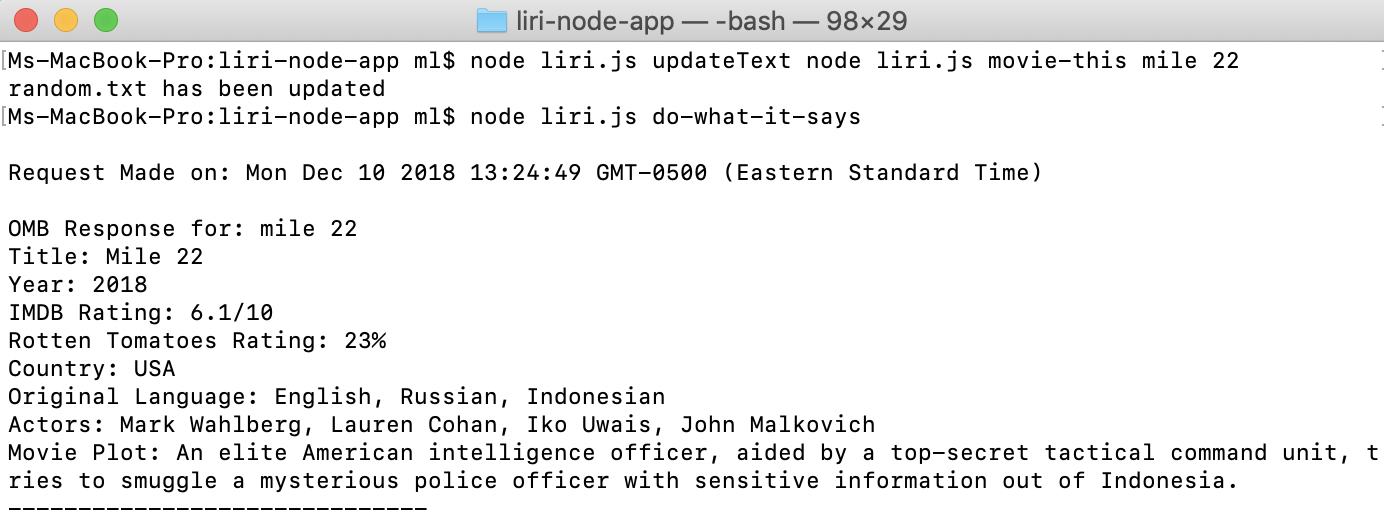 liri-node-app — -bash — 98×29
[Ms-MacBook-Pro:liri-node-app ml$ node liri.js updateText node liri.js movie-this mile 22 ]
random.txt has been updated
[Ms-MacBook-Pro:liri-node-app ml$ node liri.js do-what-it-says ]
Request Made on: Mon Dec 10 2018 13:24:49 GMT-0500 (Eastern Standard Time)
OMB Response for: mile 22
Title: Mile 22
Year: 2018
IMDB Rating: 6.1/10
Rotten Tomatoes Rating: 23%
Country: USA
Original Language: English, Russian, Indonesian
Actors: Mark Wahlberg, Lauren Cohan, Iko Uwais, John Malkovich
Movie Plot: An elite American intelligence officer, aided by a top-secret tactical command unit, t
ries to smuggle a mysterious police officer with sensitive information out of Indonesia.
------------------------------